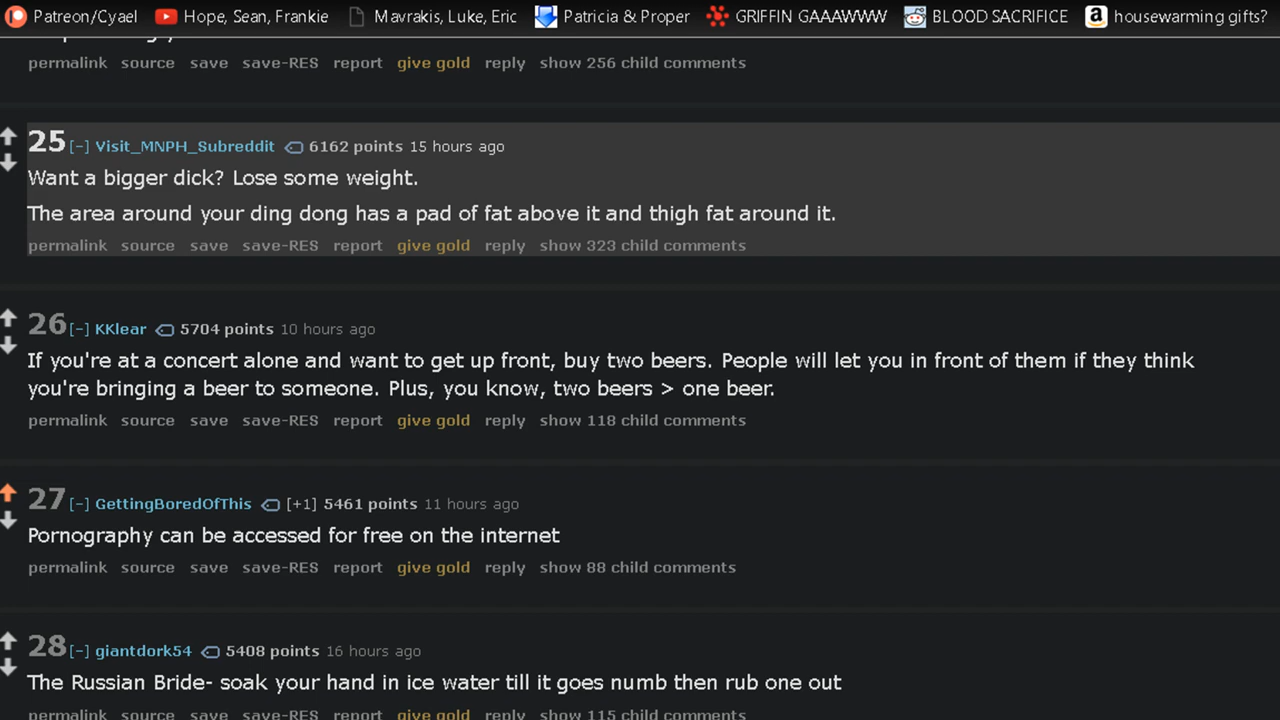 Patreon/Cyael Hope, Sean, Frankie Mavrakis, Luke, Eric Patricia & Proper GRIFFIN GAAAWWW BLOOD SACRIFICE housewarming gifts?
permalink source save save-RES report give gold reply show 256 child comments
25 [-] Visit_MNPH_Subreddit 6162 points 15 hours ago
Want a bigger dick? Lose some weight.
The area around your ding dong has a pad of fat above it and thigh fat around it.
permalink source save save-RES report give gold reply show 323 child comments
26 [-] KKlear 5704 points 10 hours ago
If you're at a concert alone and want to get up front, buy two beers. People will let you in front of them if they think
you're bringing a beer to someone. Plus, you know, two beers > one beer.
permalink source save save-RES report give gold reply show 118 child comments
27 [-] GettingBoredOfThis [+1] 5461 points 11 hours ago
Pornography can be accessed for free on the internet
permalink source save save-RES report give gold reply show 88 child comments
28 [-] giantdork54 5408 points 16 hours ago
The Russian Bride- soak your hand in ice water till it goes numb then rub one out
permalink source save save-RES report give gold reply show 115 child comments